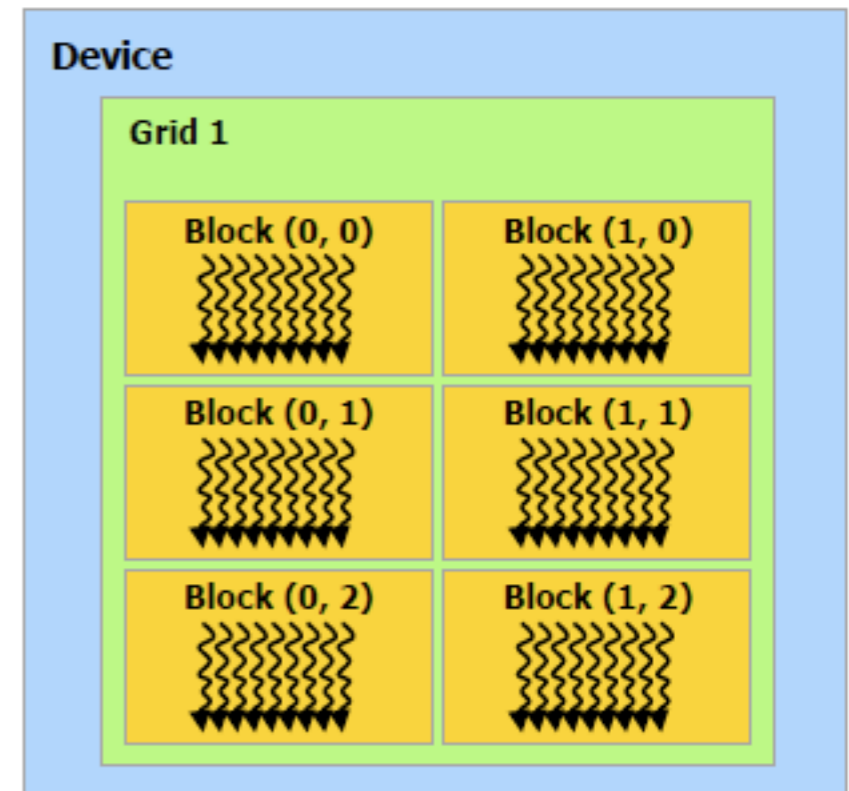 Device
Grid 1
Block (0, 0) Block (1, 0)
Block (0, 1) Block (1, 1)
Block (0, 2) Block (1, 2)